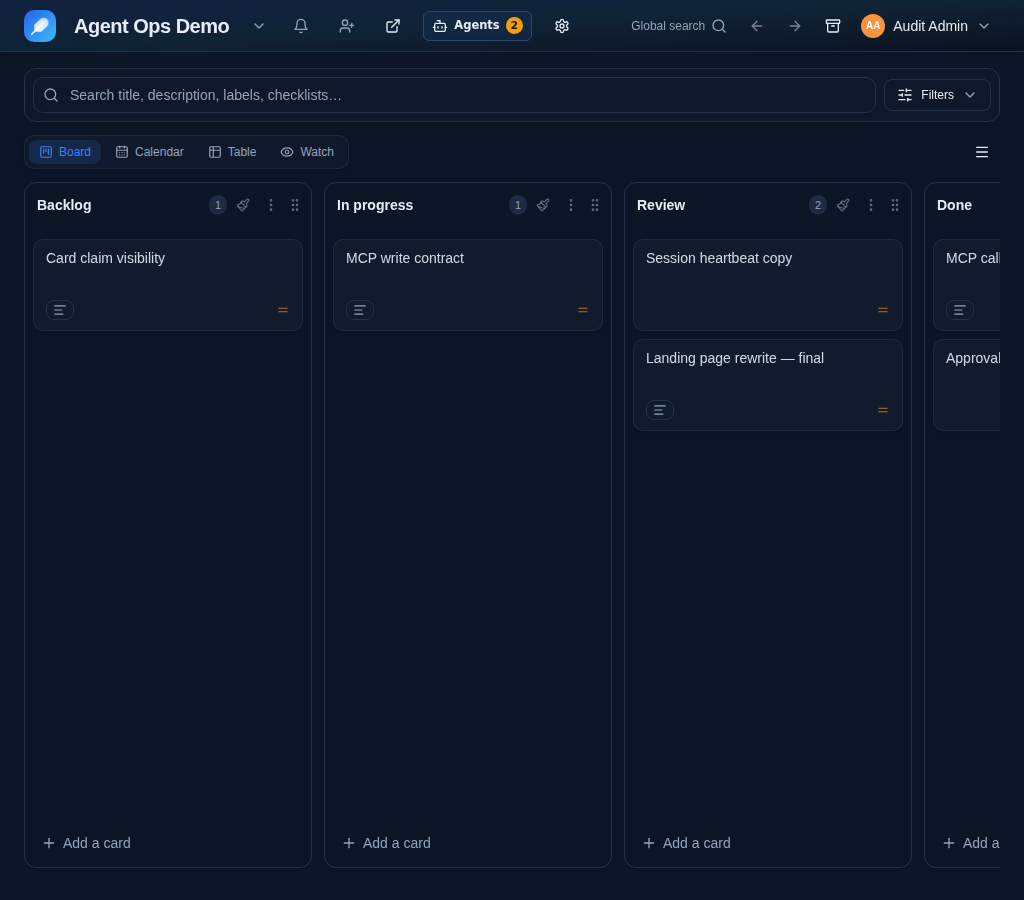 Agent Ops Demo
Agents 2
Global search
AA Audit Admin
Search title, description, labels, checklists…
Filters
Board
Calendar
Table
Watch
Backlog 1
Card claim visibility
Add a card
In progress 1
MCP write contract
Add a card
Review 2
Session heartbeat copy
Landing page rewrite — final
Add a card
Done
MCP
Approval
Add a